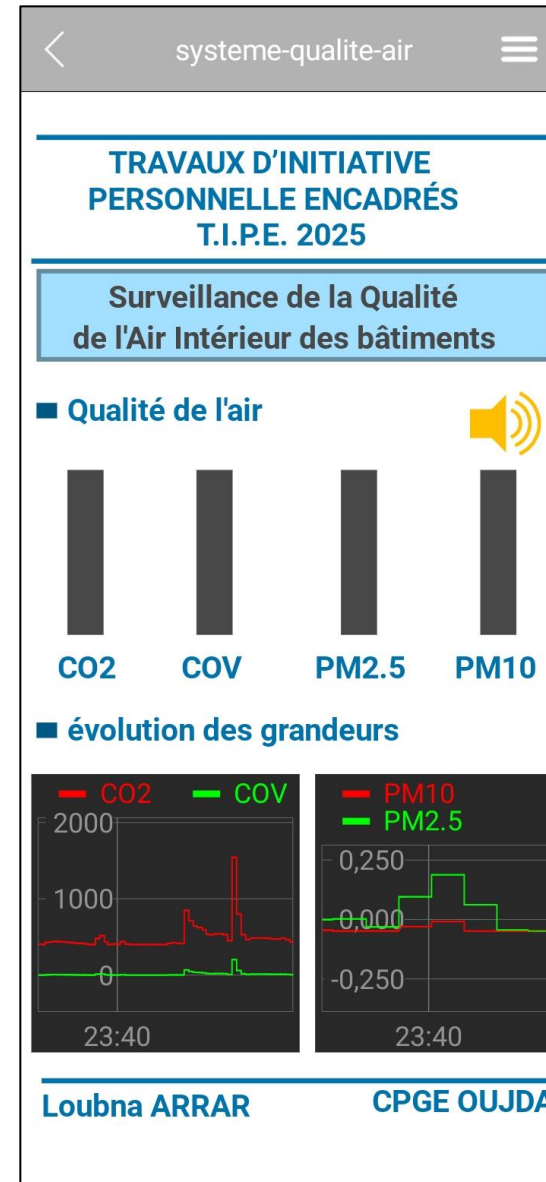 systeme-qualite-air
TRAVAUX D'INITIATIVE
PERSONNELLE ENCADRÉS
T.I.P.E. 2025
Surveillance de la Qualité
de l'Air Intérieur des bâtiments
Qualité de l'air
CO2 COV PM2.5 PM10
évolution des grandeurs
CO2 COV
2000
1000
0
23:40
PM10
PM2.5
0,250
0,000
-0,250
23:40
Loubna ARRAR CPGE OUJDA